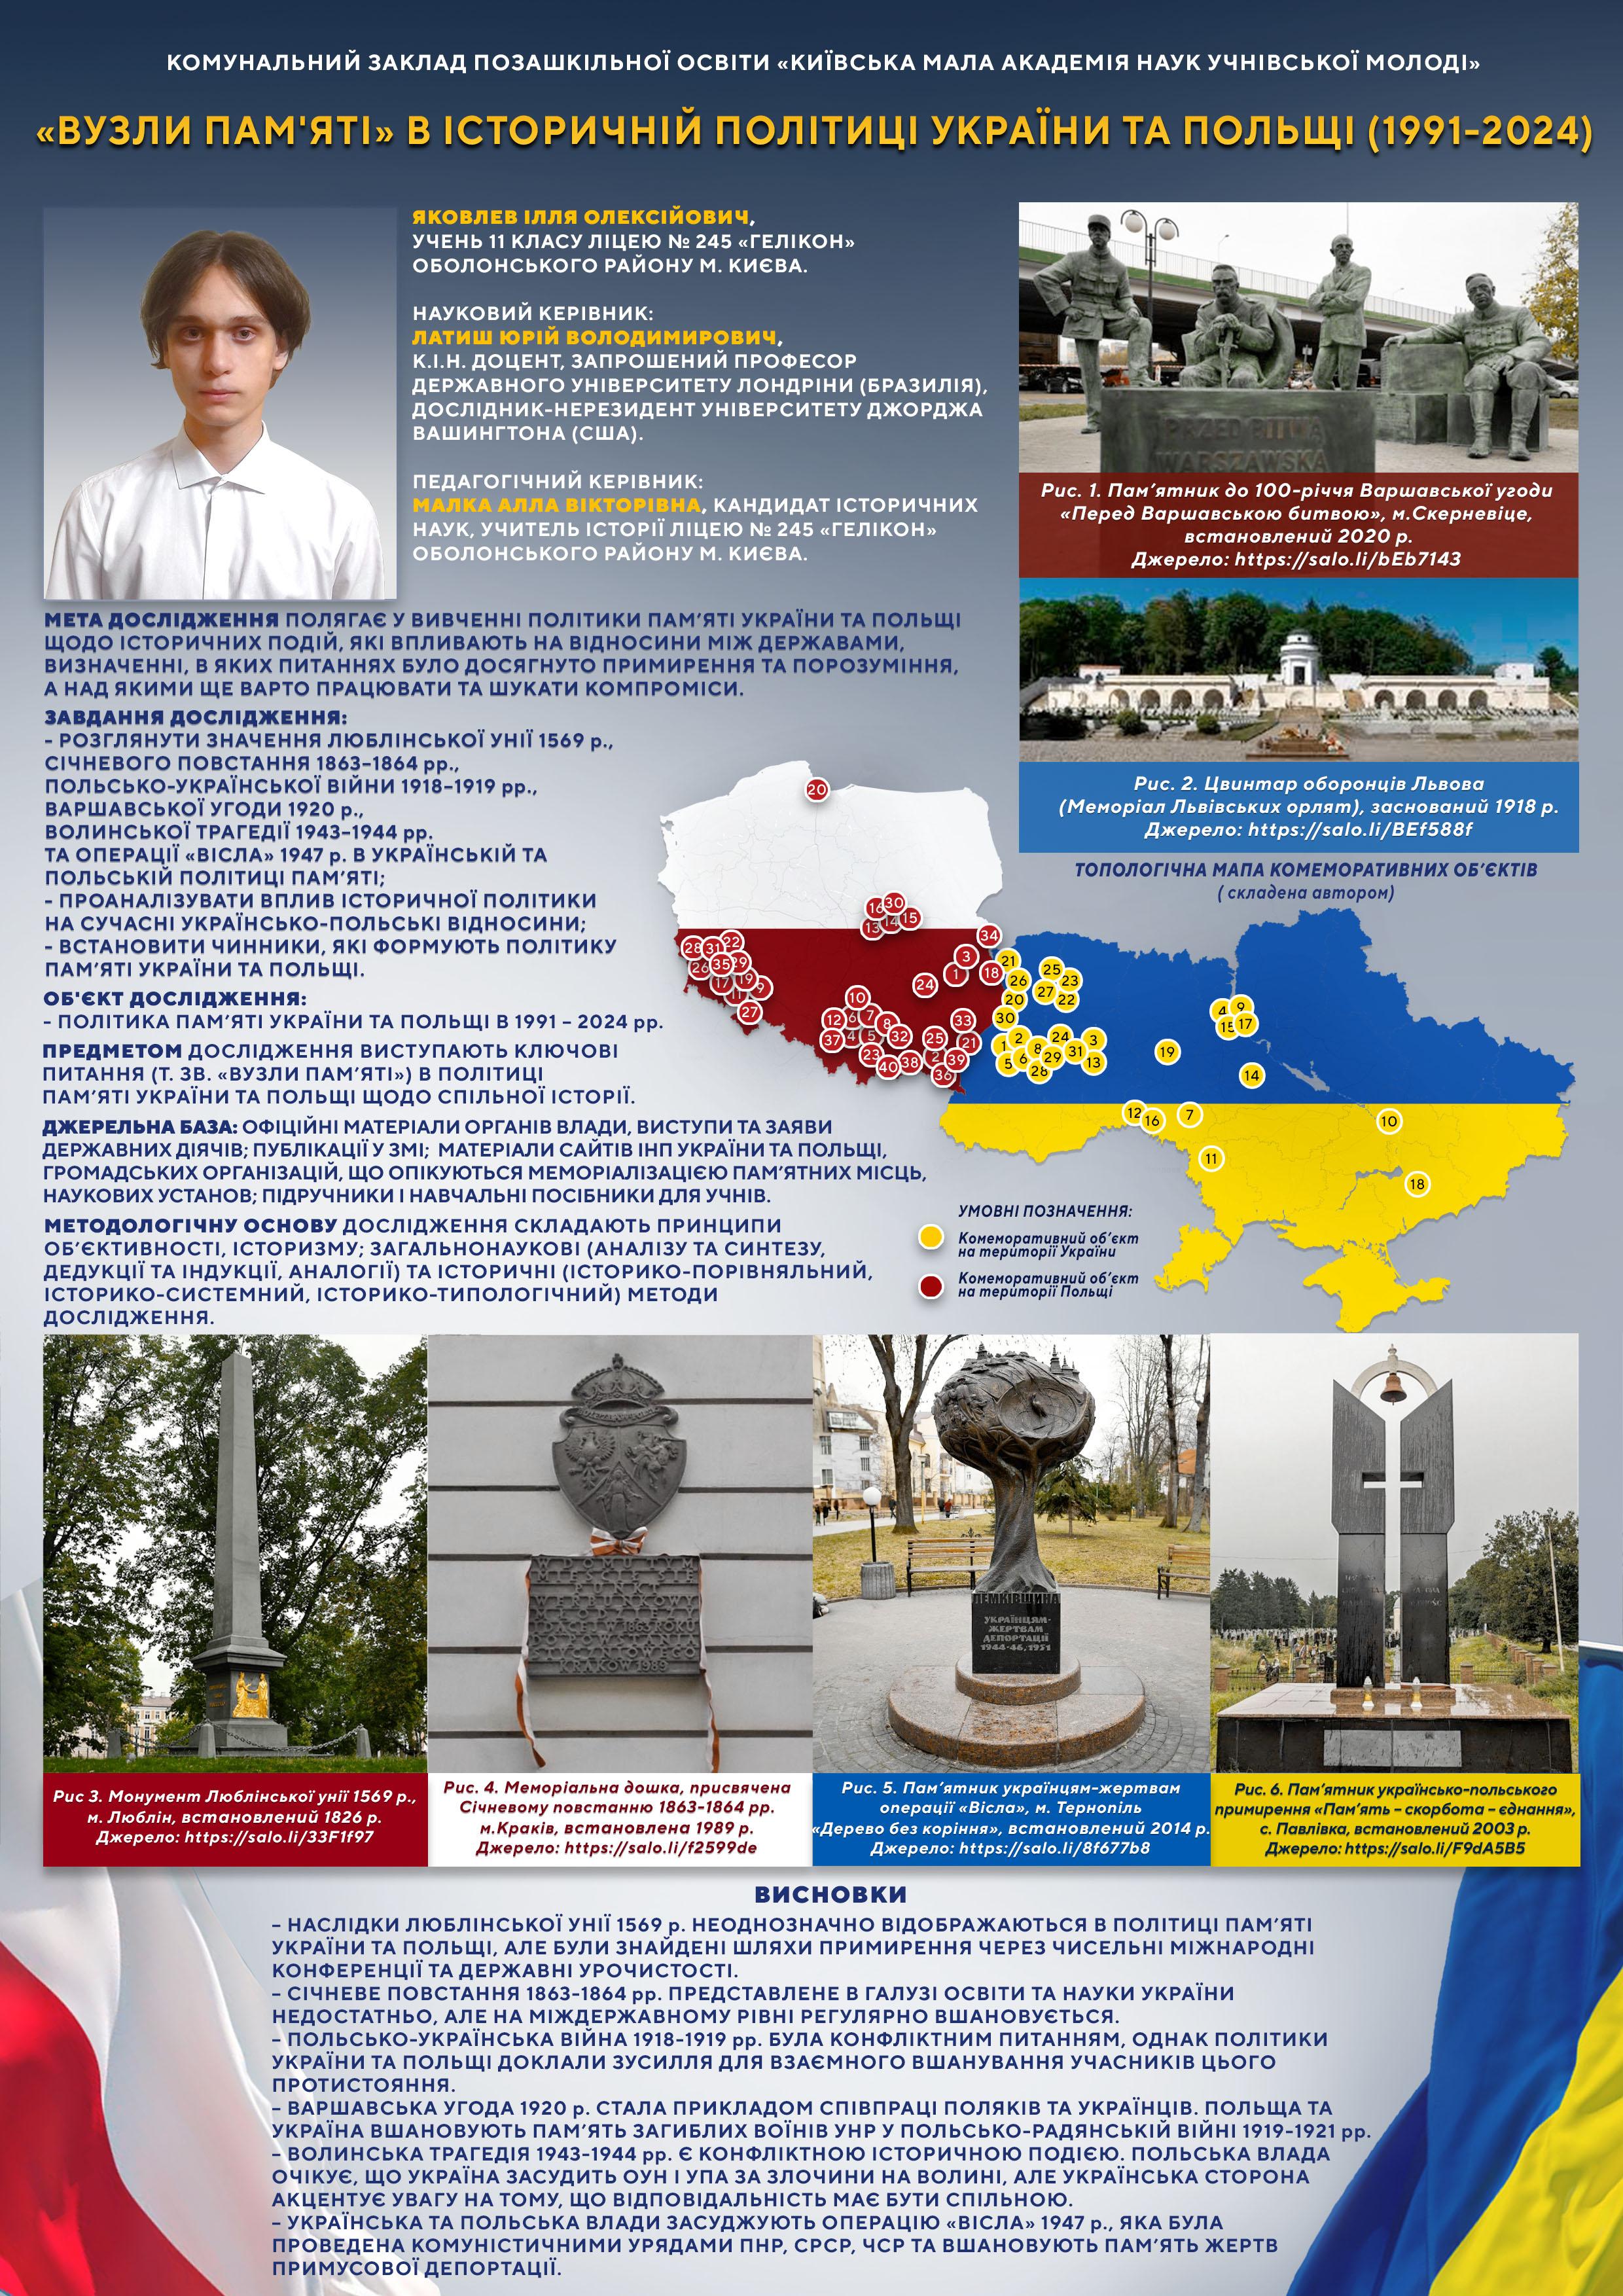 КОМУНАЛЬНИЙ ЗАКЛАД ПОЗАШКІЛЬНОЇ ОСВІТИ «КИЇВСЬКА МАЛА АКАДЕМІЯ НАУК УЧНІВСЬКОЇ МОЛОДІ»
«ВУЗЛИ ПАМ'ЯТІ» В ІСТОРИЧНІЙ ПОЛІТИЦІ УКРАЇНИ ТА ПОЛЬЩІ (1991-2024)
ЯКОВЛЕВ ІЛЛЯ ОЛЕКСІЙОВИЧ,
УЧЕНЬ 11 КЛАСУ ЛІЦЕЮ № 245 «ГЕЛІКОН»
ОБОЛОНСЬКОГО РАЙОНУ М. КИЄВА.
НАУКОВИЙ КЕРІВНИК:
ЛАТИШ ЮРІЙ ВОЛОДИМИРОВИЧ,
К.І.Н. ДОЦЕНТ, ЗАПРОШЕНИЙ ПРОФЕСОР
ДЕРЖАВНОГО УНІВЕРСИТЕТУ ЛОНДРІНИ (БРАЗИЛІЯ),
ДОСЛІДНИК-НЕРЕЗИДЕНТ УНІВЕРСИТЕТУ ДЖОРДЖА
ВАШИНГТОНА (США).
ПЕДАГОГІЧНИЙ КЕРІВНИК:
МАЛКА АЛЛА ВІКТОРІВНА, КАНДИДАТ ІСТОРИЧНИХ
НАУК, УЧИТЕЛЬ ІСТОРІЇ ЛІЦЕЮ № 245 «ГЕЛІКОН»
ОБОЛОНСЬКОГО РАЙОНУ М. КИЄВА.
PRZED BITWĄ
WARSZAWSKĄ
Рис. 1. Пам’ятник до 100-річчя Варшавської угоди
«Перед Варшавською битвою», м.Скерневіце,
встановлений 2020 р.
Джерело: https://salo.li/bEb7143
Рис. 2. Цвинтар оборонців Львова
(Меморіал Львівських орлят), заснований 1918 р.
Джерело: https://salo.li/BEf588f
МЕТА ДОСЛІДЖЕННЯ ПОЛЯГАЄ У ВИВЧЕННІ ПОЛІТИКИ ПАМ’ЯТІ УКРАЇНИ ТА ПОЛЬЩІ
ЩОДО ІСТОРИЧНИХ ПОДІЙ, ЯКІ ВПЛИВАЮТЬ НА ВІДНОСИНИ МІЖ ДЕРЖАВАМИ,
ВИЗНАЧЕННІ, В ЯКИХ ПИТАННЯХ БУЛО ДОСЯГНУТО ПРИМИРЕННЯ ТА ПОРОЗУМІННЯ,
А НАД ЯКИМИ ЩЕ ВАРТО ПРАЦЮВАТИ ТА ШУКАТИ КОМПРОМІСИ.
ЗАВДАННЯ ДОСЛІДЖЕННЯ:
- РОЗГЛЯНУТИ ЗНАЧЕННЯ ЛЮБЛІНСЬКОЇ УНІЇ 1569 р.,
СІЧНЕВОГО ПОВСТАННЯ 1863–1864 рр.,
ПОЛЬСЬКО-УКРАЇНСЬКОЇ ВІЙНИ 1918–1919 рр.,
ВАРШАВСЬКОЇ УГОДИ 1920 р.,
ВОЛИНСЬКОЇ ТРАГЕДІЇ 1943–1944 рр.
ТА ОПЕРАЦІЇ «ВІСЛА» 1947 р. В УКРАЇНСЬКІЙ ТА
ПОЛЬСЬКІЙ ПОЛІТИЦІ ПАМ’ЯТІ;
- ПРОАНАЛІЗУВАТИ ВПЛИВ ІСТОРИЧНОЇ ПОЛІТИКИ
НА СУЧАСНІ УКРАЇНСЬКО-ПОЛЬСЬКІ ВІДНОСИНИ;
- ВСТАНОВИТИ ЧИННИКИ, ЯКІ ФОРМУЮТЬ ПОЛІТИКУ
ПАМ’ЯТІ УКРАЇНИ ТА ПОЛЬЩІ.
ОБ'ЄКТ ДОСЛІДЖЕННЯ:
- ПОЛІТИКА ПАМ’ЯТІ УКРАЇНИ ТА ПОЛЬЩІ В 1991 – 2024 рр.
ПРЕДМЕТОМ ДОСЛІДЖЕННЯ ВИСТУПАЮТЬ КЛЮЧОВІ
ПИТАННЯ (Т. ЗВ. «ВУЗЛИ ПАМ’ЯТІ») В ПОЛІТИЦІ
ПАМ’ЯТІ УКРАЇНИ ТА ПОЛЬЩІ ЩОДО СПІЛЬНОЇ ІСТОРІЇ.
ДЖЕРЕЛЬНА БАЗА: ОФІЦІЙНІ МАТЕРІАЛИ ОРГАНІВ ВЛАДИ, ВИСТУПИ ТА ЗАЯВИ
ДЕРЖАВНИХ ДІЯЧІВ; ПУБЛІКАЦІЇ У ЗМІ; МАТЕРІАЛИ САЙТІВ ІНП УКРАЇНИ ТА ПОЛЬЩІ,
ГРОМАДСЬКИХ ОРГАНІЗАЦІЙ, ЩО ОПІКУЮТЬСЯ МЕМОРІАЛІЗАЦІЄЮ ПАМ’ЯТНИХ МІСЦЬ,
НАУКОВИХ УСТАНОВ; ПІДРУЧНИКИ І НАВЧАЛЬНІ ПОСІБНИКИ ДЛЯ УЧНІВ.
МЕТОДОЛОГІЧНУ ОСНОВУ ДОСЛІДЖЕННЯ СКЛАДАЮТЬ ПРИНЦИПИ
ОБ’ЄКТИВНОСТІ, ІСТОРИЗМУ; ЗАГАЛЬНОНАУКОВІ (АНАЛІЗУ ТА СИНТЕЗУ,
ДЕДУКЦІЇ ТА ІНДУКЦІЇ, АНАЛОГІЇ) ТА ІСТОРИЧНІ (ІСТОРИКО-ПОРІВНЯЛЬНИЙ,
ІСТОРИКО-СИСТЕМНИЙ, ІСТОРИКО-ТИПОЛОГІЧНИЙ) МЕТОДИ
ДОСЛІДЖЕННЯ.
ТОПОЛОГІЧНА МАПА КОМЕМОРАТИВНИХ ОБ’ЄКТІВ
( складена автором)
20
16 30
13 14 15
28 31 22
26 35 29
17 11 19 9
27
34
3
1 18
24
10
12 6 7 8
37 4 5 32 25 33 21
23 40 38 2 39
36
21
26 25 23
20 27 22
30
1 2 8 24 3
5 6 29 31 13
28
4 9
15 17
19
14
12 16 7
10
11
18
УМОВНІ ПОЗНАЧЕННЯ:
Комеморативний об’єкт
на території України
Комеморативний об’єкт
на території Польщі
W DOMU TYM
MIEŚCIŁ SIĘ
PUNKT
WERBUNKOWY
KRAKÓW 1989
ЛЕМКІВЩИНА
УКРАЇНЦЯМ-
ЖЕРТВАМ
ДЕПОРТАЦІЇ
1944-46, 1951
Рис 3. Монумент Люблінської унії 1569 р.,
м. Люблін, встановлений 1826 р.
Джерело: https://salo.li/33F1f97
Рис. 4. Меморіальна дошка, присвячена
Січневому повстанню 1863-1864 рр.
м.Краків, встановлена 1989 р.
Джерело: https://salo.li/f2599de
Рис. 5. Пам’ятник українцям-жертвам
операції «Вісла», м. Тернопіль
«Дерево без коріння», встановлений 2014 р.
Джерело: https://salo.li/8f677b8
Рис. 6. Пам’ятник українсько-польського
примирення «Пам’ять – скорбота – єднання»,
с. Павлівка, встановлений 2003 р.
Джерело: https://salo.li/F9dA5B5
ВИСНОВКИ
– НАСЛІДКИ ЛЮБЛІНСЬКОЇ УНІЇ 1569 р. НЕОДНОЗНАЧНО ВІДОБРАЖАЮТЬСЯ В ПОЛІТИЦІ ПАМ’ЯТІ
УКРАЇНИ ТА ПОЛЬЩІ, АЛЕ БУЛИ ЗНАЙДЕНІ ШЛЯХИ ПРИМИРЕННЯ ЧЕРЕЗ ЧИСЕЛЬНІ МІЖНАРОДНІ
КОНФЕРЕНЦІЇ ТА ДЕРЖАВНІ УРОЧИСТОСТІ.
– СІЧНЕВЕ ПОВСТАННЯ 1863-1864 рр. ПРЕДСТАВЛЕНЕ В ГАЛУЗІ ОСВІТИ ТА НАУКИ УКРАЇНИ
НЕДОСТАТНЬО, АЛЕ НА МІЖДЕРЖАВНОМУ РІВНІ РЕГУЛЯРНО ВШАНОВУЄТЬСЯ.
– ПОЛЬСЬКО-УКРАЇНСЬКА ВІЙНА 1918-1919 рр. БУЛА КОНФЛІКТНИМ ПИТАННЯМ, ОДНАК ПОЛІТИКИ
УКРАЇНИ ТА ПОЛЬЩІ ДОКЛАЛИ ЗУСИЛЛЯ ДЛЯ ВЗАЄМНОГО ВШАНУВАННЯ УЧАСНИКІВ ЦЬОГО
ПРОТИСТОЯННЯ.
– ВАРШАВСЬКА УГОДА 1920 р. СТАЛА ПРИКЛАДОМ СПІВПРАЦІ ПОЛЯКІВ ТА УКРАЇНЦІВ. ПОЛЬЩА ТА
УКРАЇНА ВШАНОВУЮТЬ ПАМ’ЯТЬ ЗАГИБЛИХ ВОЇНІВ УНР У ПОЛЬСЬКО-РАДЯНСЬКІЙ ВІЙНІ 1919-1921 рр.
– ВОЛИНСЬКА ТРАГЕДІЯ 1943-1944 рр. Є КОНФЛІКТНОЮ ІСТОРИЧНОЮ ПОДІЄЮ. ПОЛЬСЬКА ВЛАДА
ОЧІКУЄ, ЩО УКРАЇНА ЗАСУДИТЬ ОУН І УПА ЗА ЗЛОЧИНИ НА ВОЛИНІ, АЛЕ УКРАЇНСЬКА СТОРОНА
АКЦЕНТУЄ УВАГУ НА ТОМУ, ЩО ВІДПОВІДАЛЬНІСТЬ МАЄ БУТИ СПІЛЬНОЮ.
– УКРАЇНСЬКА ТА ПОЛЬСЬКА ВЛАДИ ЗАСУДЖУЮТЬ ОПЕРАЦІЮ «ВІСЛА» 1947 р., ЯКА БУЛА
ПРОВЕДЕНА КОМУНІСТИЧНИМИ УРЯДАМИ ПНР, СРСР, ЧСР ТА ВШАНОВУЮТЬ ПАМ’ЯТЬ ЖЕРТВ
ПРИМУСОВОЇ ДЕПОРТАЦІЇ.